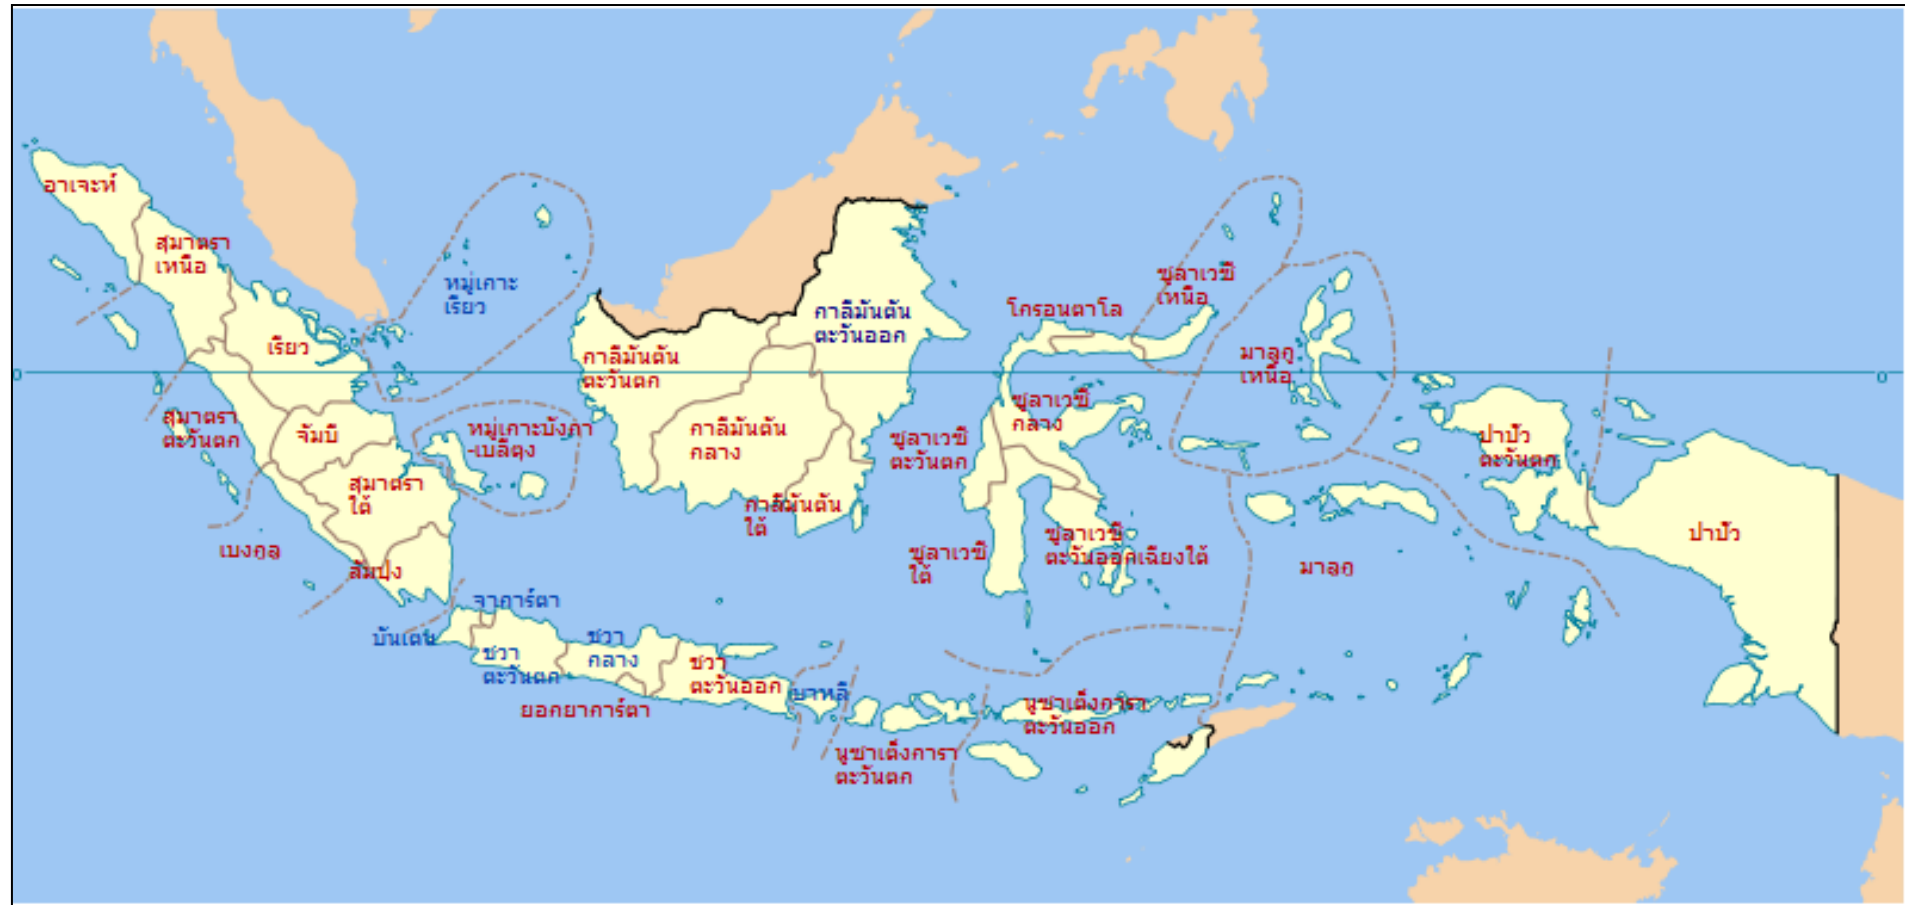 อาเจะห์
สุมาตรา
เหนือ
หมู่เกาะ
เรียว
เรียว
สุมาตรา
ตะวันตก
จัมบี
หมู่เกาะบังกา
-เบลีตุง
สุมาตรา
ใต้
เบงกูลู
ลัมปุง
จาการ์ตา
บันเตน
ชวา
ตะวันตก
ชวา
กลาง
ยอกยาการ์ตา
ชวา
ตะวันออก
บาหลี
นูซาเต็งการา
ตะวันตก
นูซาเต็งการา
ตะวันออก
กาลีมันตัน
ตะวันตก
กาลีมันตัน
ตะวันออก
กาลีมันตัน
กลาง
กาลีมันตัน
ใต้
โกรอนตาโล
ซูลาเวซี
เหนือ
ซูลาเวซี
กลาง
ซูลาเวซี
ตะวันตก
ซูลาเวซี
ใต้
ซูลาเวซี
ตะวันออกเฉียงใต้
มาลูกู
เหนือ
มาลูกู
ปาปัว
ตะวันตก
ปาปัว
0
0